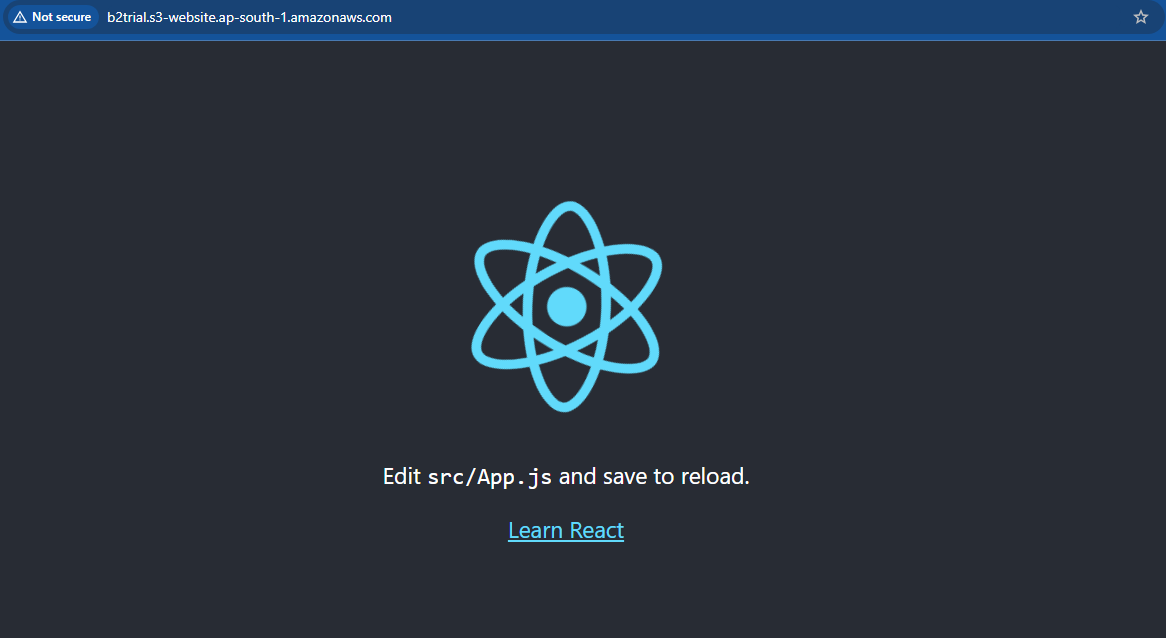 Not secure b2trial.s3-website.ap-south-1.amazonaws.com
Edit src/App.js and save to reload.
Learn React